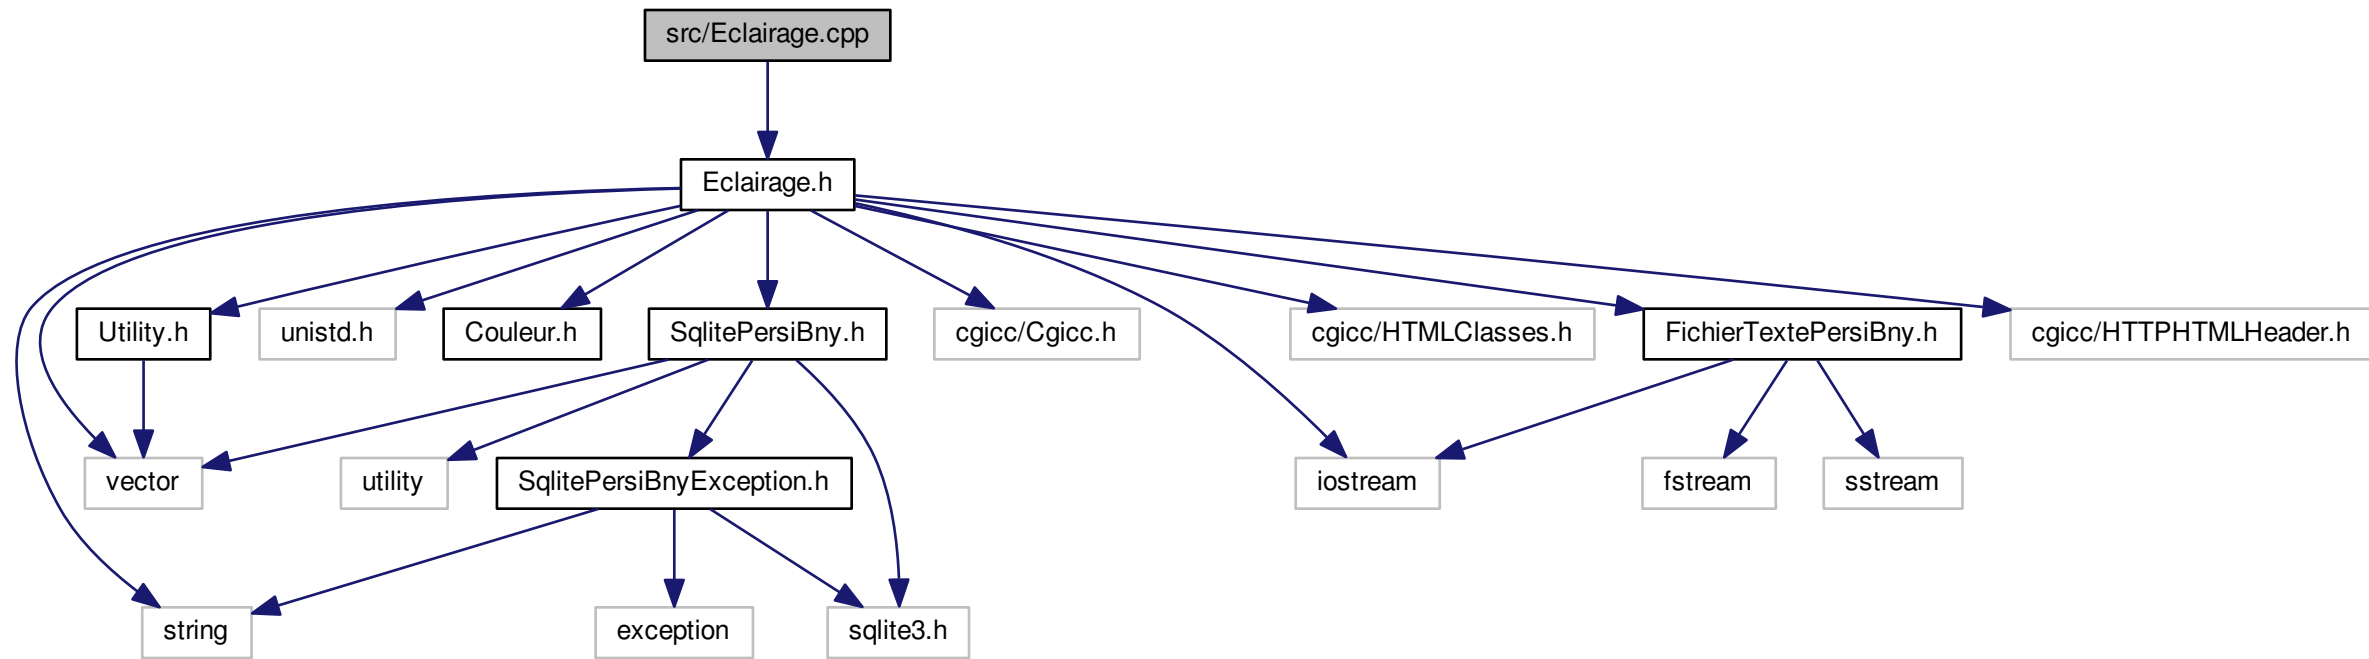 src/Eclairage.cpp
Eclairage.h
Utility.h
unistd.h
Couleur.h
SqlitePersiBny.h
cgicc/Cgicc.h
cgicc/HTMLClasses.h
FichierTextePersiBny.h
cgicc/HTTPHTMLHeader.h
vector
utility
SqlitePersiBnyException.h
iostream
fstream
sstream
string
exception
sqlite3.h